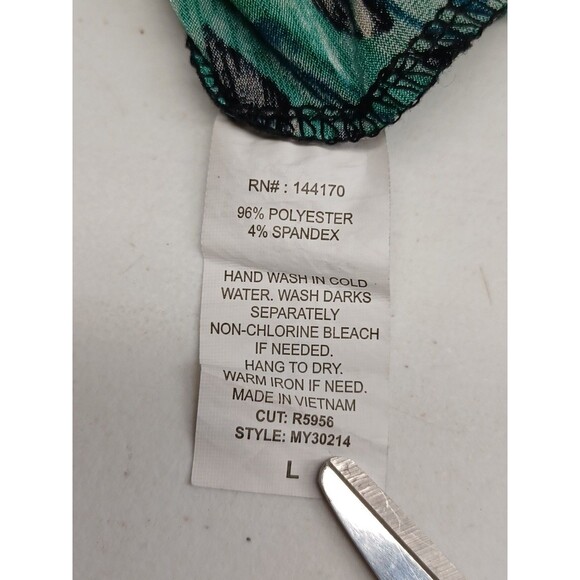 RN# : 144170
96% POLYESTER
4% SPANDEX
HAND WASH IN COLD
WATER. WASH DARKS
SEPARATELY
NON-CHLORINE BLEACH
IF NEEDED.
HANG TO DRY.
WARM IRON IF NEED.
MADE IN VIETNAM
CUT: R5956
STYLE: MY30214
L